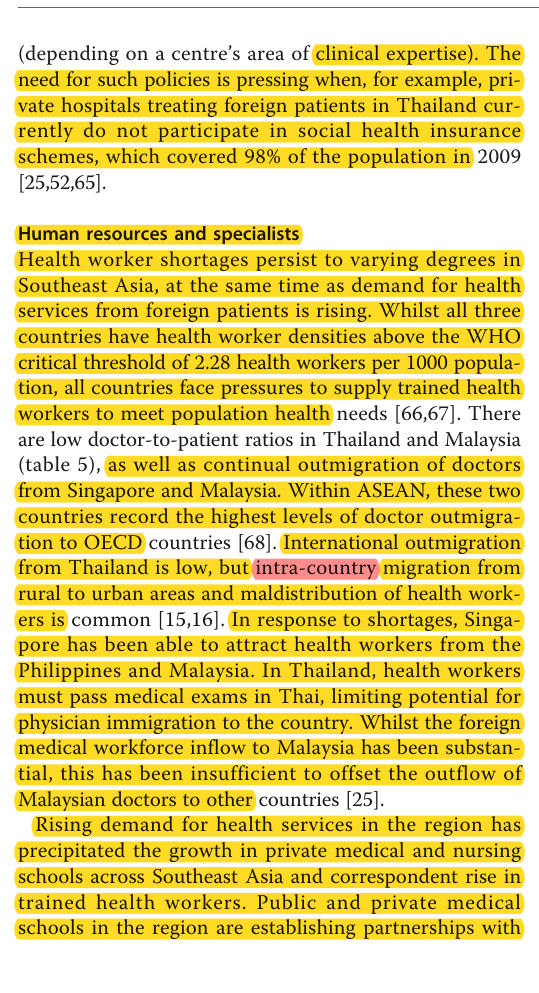 (depending on a centre's area of clinical expertise). The
need for such policies is pressing when, for example, pri-
vate hospitals treating foreign patients in Thailand cur-
rently do not participate in social health insurance
schemes, which covered 98% of the population in 2009
[25,52,65].
Human resources and specialists
Health worker shortages persist to varying degrees in
Southeast Asia, at the same time as demand for health
services from foreign patients is rising. Whilst all three
countries have health worker densities above the WHO
critical threshold of 2.28 health workers per 1000 popula-
tion, all countries face pressures to supply trained health
workers to meet population health needs [66,67]. There
are low doctor-to-patient ratios in Thailand and Malaysia
(table 5), as well as continual outmigration of doctors
from Singapore and Malaysia. Within ASEAN, these two
countries record the highest levels of doctor outmigra-
tion to OECD countries [68]. International outmigration
from Thailand is low, but intra-country migration from
rural to urban areas and maldistribution of health work-
ers is common [15,16]. In response to shortages, Singa-
pore has been able to attract health workers from the
Philippines and Malaysia. In Thailand, health workers
must pass medical exams in Thai, limiting potential for
physician immigration to the country. Whilst the foreign
medical workforce inflow to Malaysia has been substan-
tial, this has been insufficient to offset the outflow of
Malaysian doctors to other countries [25].
Rising demand for health services in the region has
precipitated the growth in private medical and nursing
schools across Southeast Asia and correspondent rise in
trained health workers. Public and private medical
schools in the region are establishing partnerships with